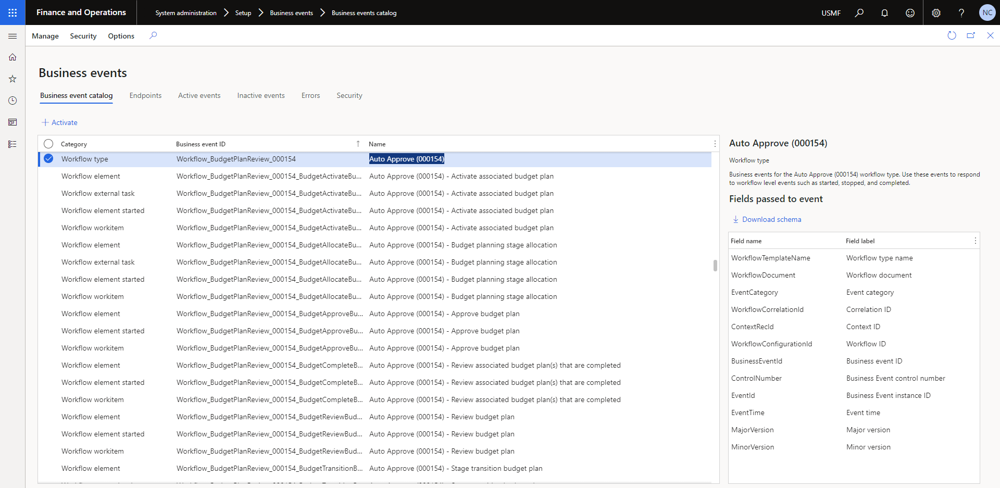 Finance and Operations
System administration > Setup > Business events > Business events catalog
USMF
?
NC
Manage Security Options
Business events
Business event catalog Endpoints Active events Inactive events Errors Security
+ Activate
Category Business event ID ↑ Name
Workflow type Workflow_BudgetPlanReview_000154 Auto Approve (000154)
Workflow element Workflow_BudgetPlanReview_000154_BudgetActivateBu... Auto Approve (000154) - Activate associated budget plan
Workflow external task Workflow_BudgetPlanReview_000154_BudgetActivateBu... Auto Approve (000154) - Activate associated budget plan
Workflow element started Workflow_BudgetPlanReview_000154_BudgetActivateBu... Auto Approve (000154) - Activate associated budget plan
Workflow workitem Workflow_BudgetPlanReview_000154_BudgetActivateBu... Auto Approve (000154) - Activate associated budget plan
Workflow element Workflow_BudgetPlanReview_000154_BudgetAllocateBu... Auto Approve (000154) - Budget planning stage allocation
Workflow external task Workflow_BudgetPlanReview_000154_BudgetAllocateBu... Auto Approve (000154) - Budget planning stage allocation
Workflow element started Workflow_BudgetPlanReview_000154_BudgetAllocateBu... Auto Approve (000154) - Budget planning stage allocation
Workflow workitem Workflow_BudgetPlanReview_000154_BudgetAllocateBu... Auto Approve (000154) - Budget planning stage allocation
Workflow element Workflow_BudgetPlanReview_000154_BudgetApproveBu... Auto Approve (000154) - Approve budget plan
Workflow element started Workflow_BudgetPlanReview_000154_BudgetApproveBu... Auto Approve (000154) - Approve budget plan
Workflow workitem Workflow_BudgetPlanReview_000154_BudgetApproveBu... Auto Approve (000154) - Approve budget plan
Workflow element Workflow_BudgetPlanReview_000154_BudgetCompleteB... Auto Approve (000154) - Review associated budget plan(s) that are completed
Workflow element started Workflow_BudgetPlanReview_000154_BudgetCompleteB... Auto Approve (000154) - Review associated budget plan(s) that are completed
Workflow workitem Workflow_BudgetPlanReview_000154_BudgetCompleteB... Auto Approve (000154) - Review associated budget plan(s) that are completed
Workflow element Workflow_BudgetPlanReview_000154_BudgetReviewBud... Auto Approve (000154) - Review budget plan
Workflow element started Workflow_BudgetPlanReview_000154_BudgetReviewBud... Auto Approve (000154) - Review budget plan
Workflow workitem Workflow_BudgetPlanReview_000154_BudgetReviewBud... Auto Approve (000154) - Review budget plan
Workflow element Workflow_BudgetPlanReview_000154_BudgetTransitionB... Auto Approve (000154) - Stage transition budget plan
Auto Approve (000154)
Workflow type
Business events for the Auto Approve (000154) workflow type. Use these events to respond
to workflow level events such as started, stopped, and completed.
Fields passed to event
Download schema
Field name Field label
WorkflowTemplateName Workflow type name
WorkflowDocument Workflow document
EventCategory Event category
WorkflowCorrelationId Correlation ID
ContextRecId Context ID
WorkflowConfigurationId Workflow ID
BusinessEventId Business event ID
ControlNumber Business Event control number
EventId Business Event instance ID
EventTime Event time
MajorVersion Major version
MinorVersion Minor version